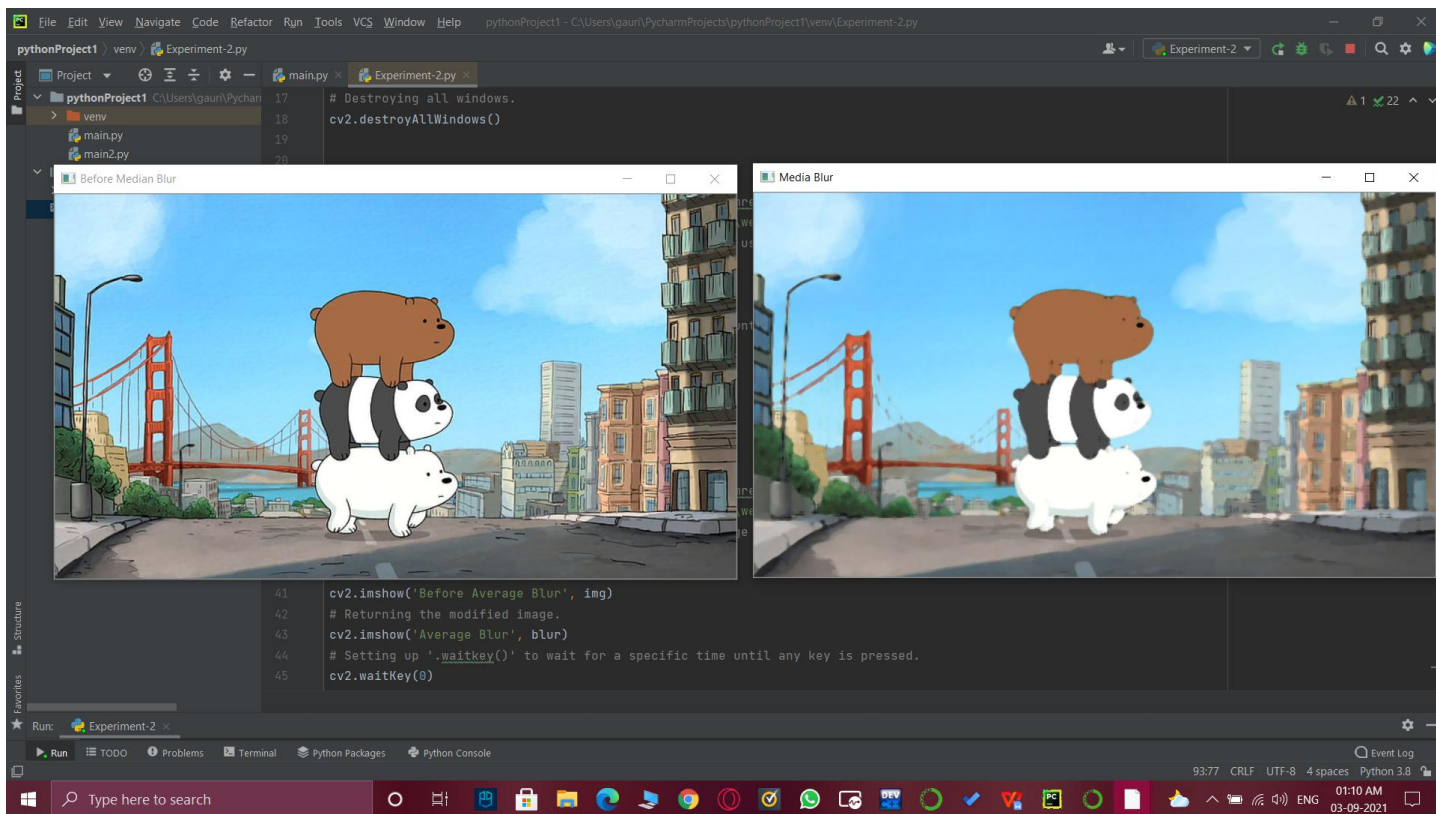 File Edit View Navigate Code Refactor Run Tools VCS Window Help pythonProject1 - C:\Users\gauri\PycharmProjects\pythonProject1\venv\Experiment-2.py
pythonProject1 venv Experiment-2.py
Experiment-2
Project
Project
main.py
Experiment-2.py
pythonProject1 C:\Users\gauri\Pychar
venv
main.py
main2.py
17 # Destroying all windows.
18 cv2.destroyAllWindows()
19
20
1 22
Before Median Blur
Media Blur
41 cv2.imshow('Before Average Blur', img)
42 # Returning the modified image.
43 cv2.imshow('Average Blur', blur)
44 # Setting up '.waitkey()' to wait for a specific time until any key is pressed.
45 cv2.waitKey(0)
Structure
Favorites
Run: Experiment-2
Run TODO Problems Terminal Python Packages Python Console
Event Log
93:77 CRLF UTF-8 4 spaces Python 3.8
Type here to search
DEV
PC
ENG
01:10 AM
03-09-2021